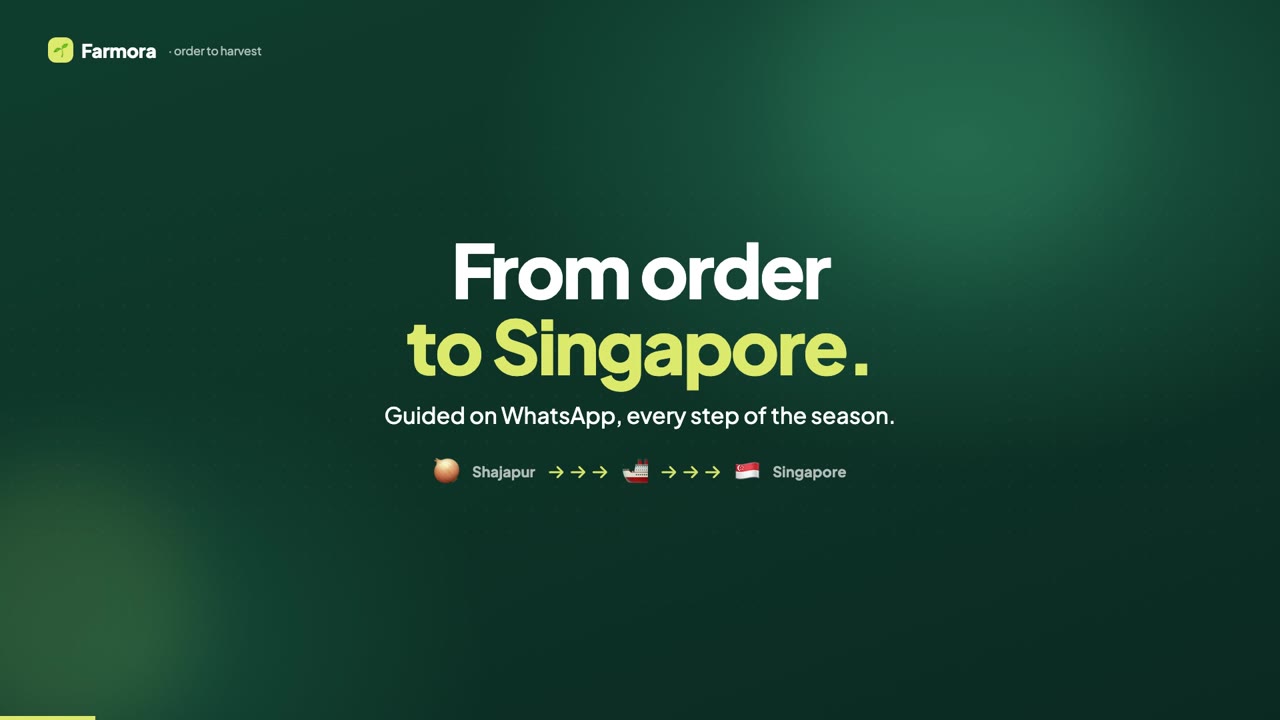 Farmora · order to harvest
From order
to Singapore.
Guided on WhatsApp, every step of the season.
Shajapur →→→ →→→ Singapore